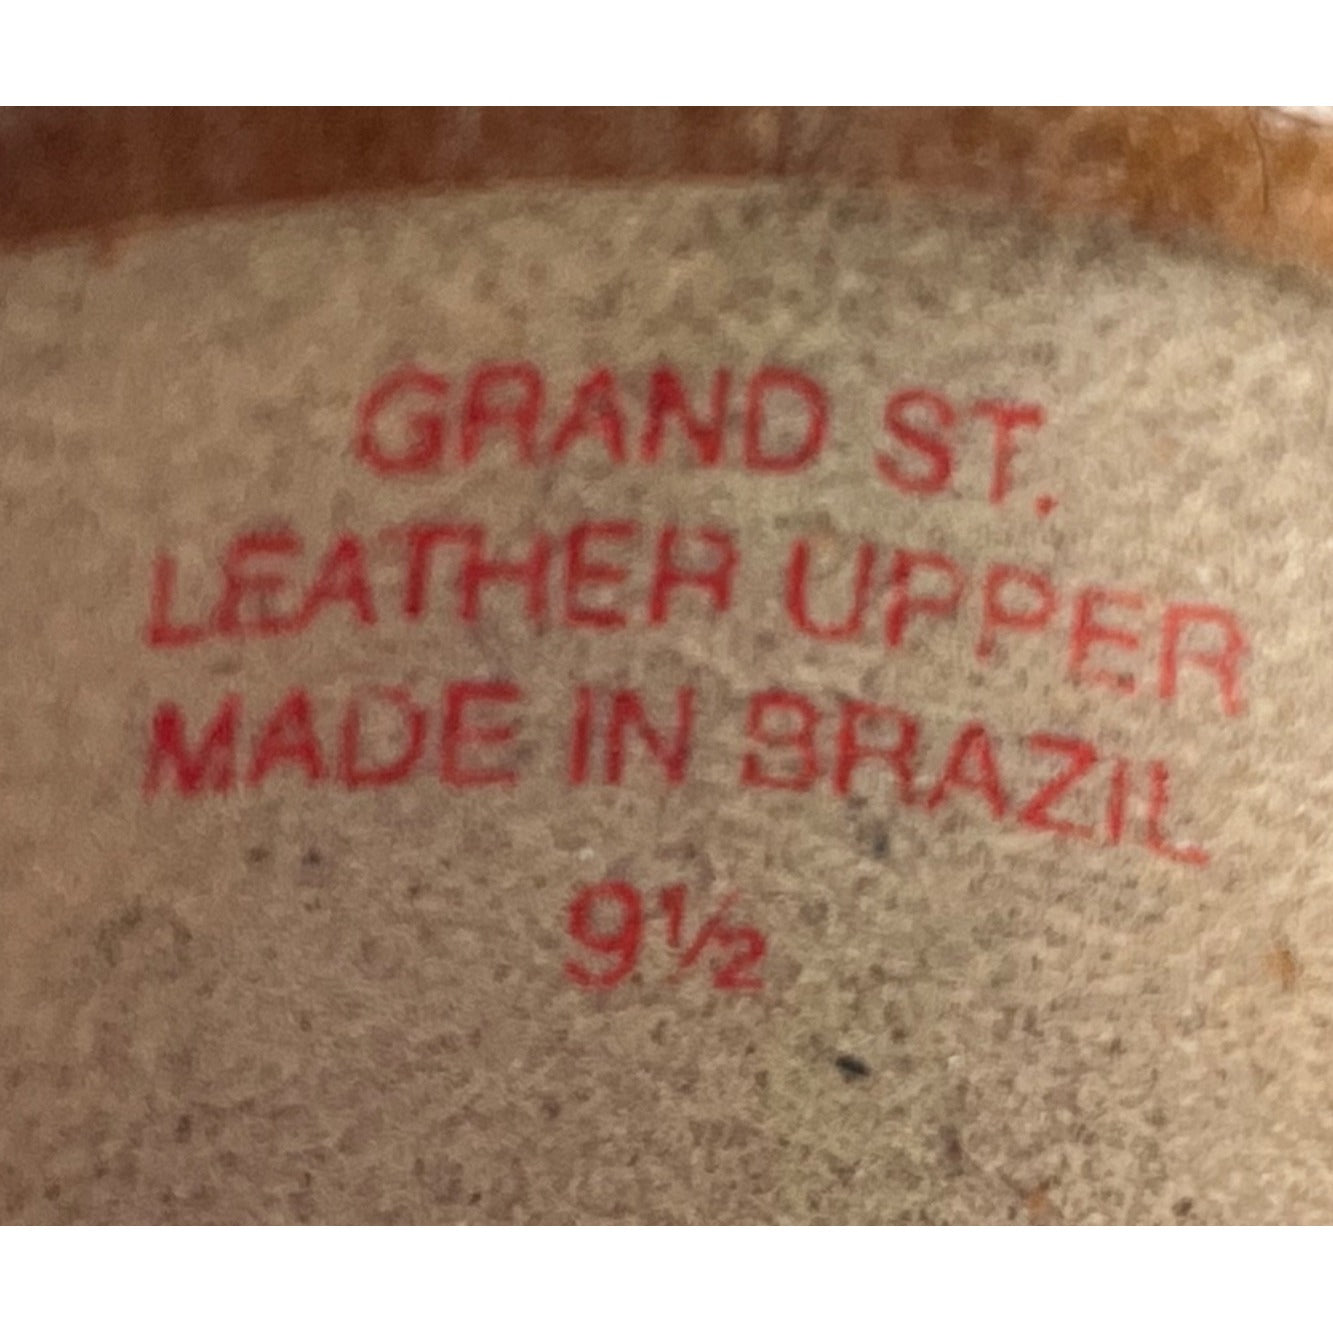 GRAND ST.
LEATHER UPPER
MADE IN BRAZIL
9½